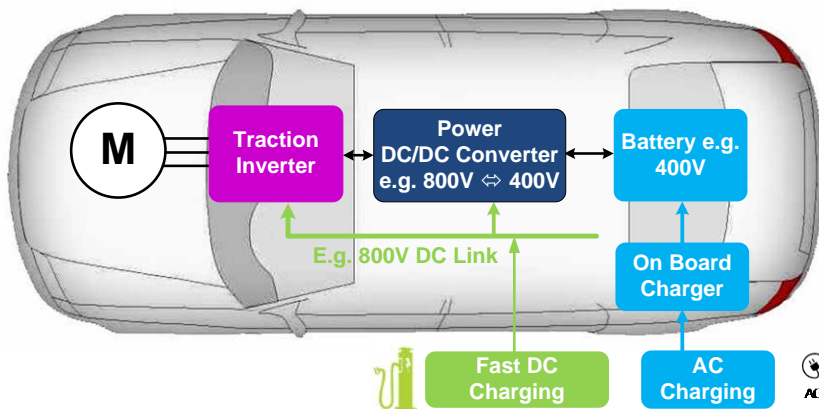 M
Traction
Inverter
Power
DC/DC Converter
e.g. 800V ⇔ 400V
Battery e.g.
400V
E.g. 800V DC Link
On Board
Charger
Fast DC
Charging
AC
Charging
AC